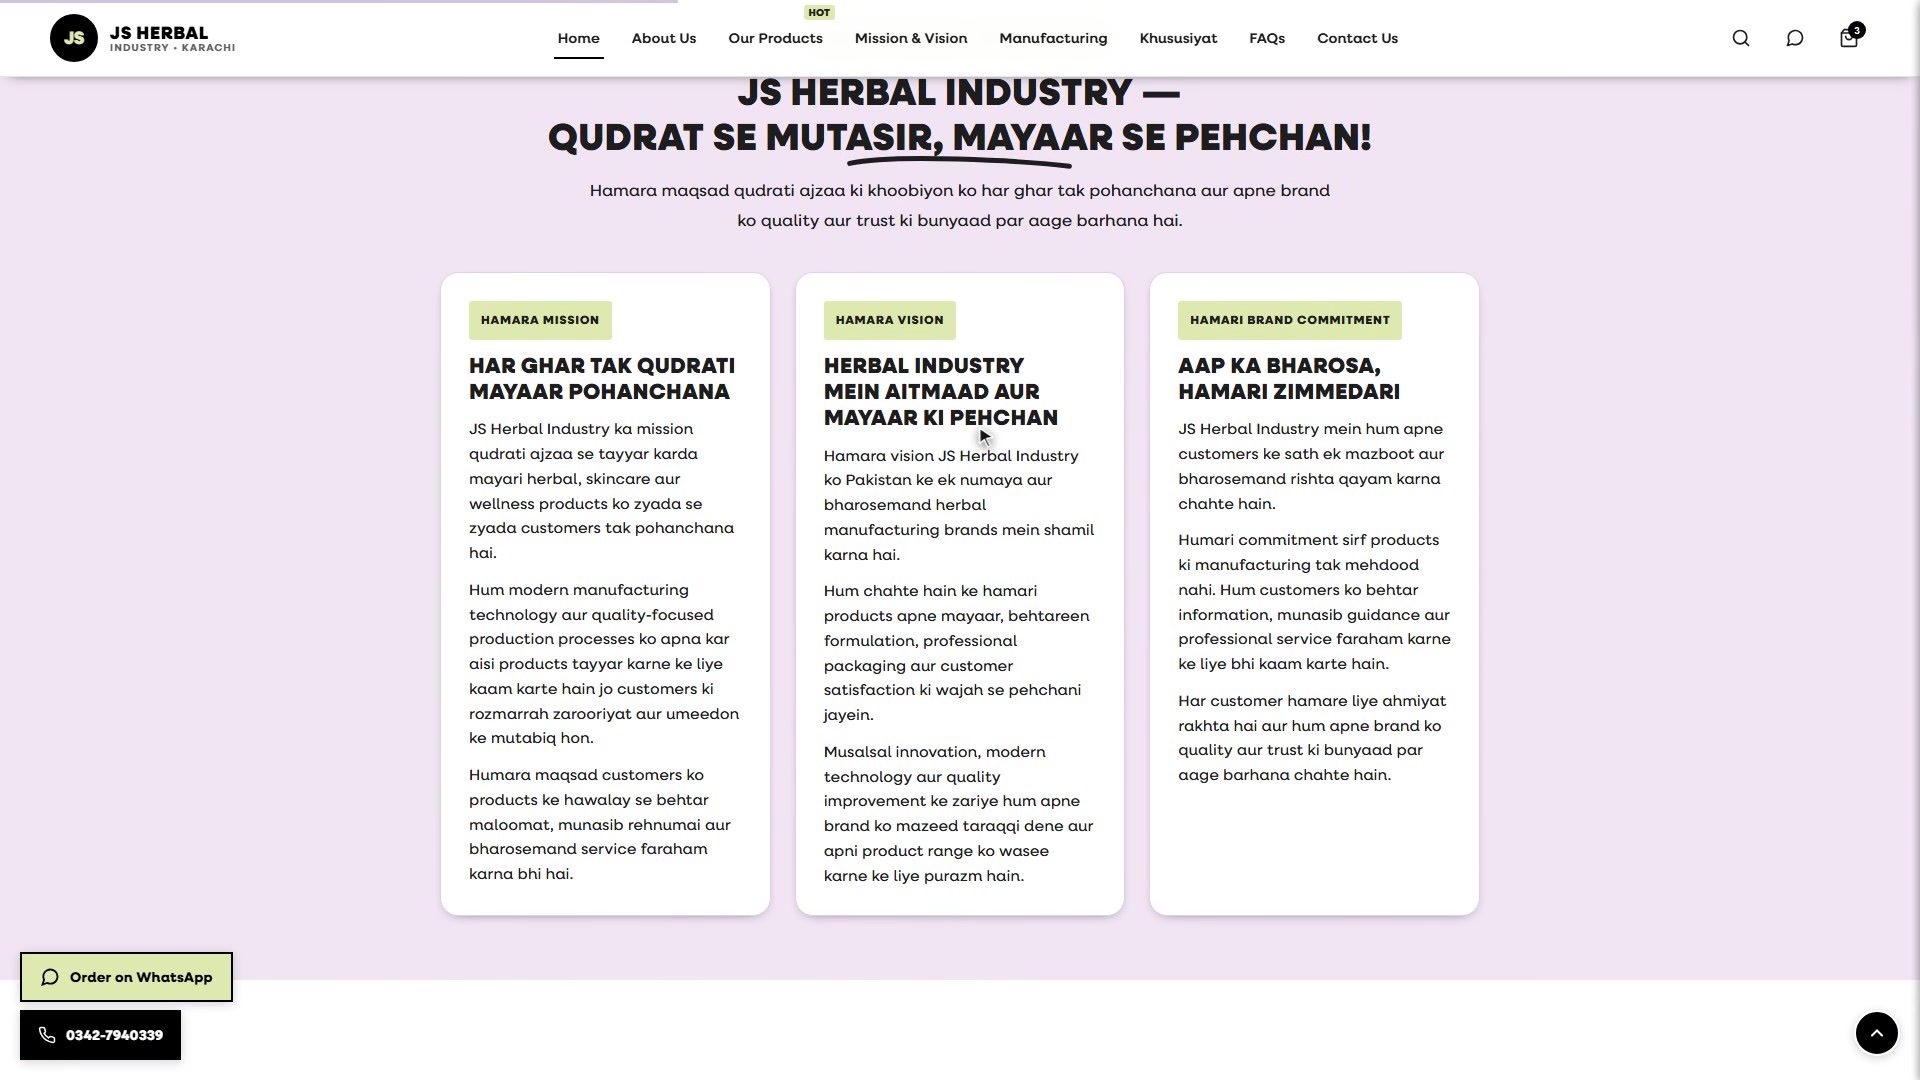 HOT
JS
JS HERBAL
INDUSTRY • KARACHI
Home
About Us
Our Products
Mission & Vision
Manufacturing
Khususiyat
FAQs
Contact Us
3
JS HERBAL INDUSTRY —
QUDRAT SE MUTASIR, MAYAAR SE PEHCHAN!
Hamara maqsad qudrati ajzaa ki khoobiyon ko har ghar tak pohanchana aur apne brand
ko quality aur trust ki bunyaad par aage barhana hai.
HAMARA MISSION
HAR GHAR TAK QUDRATI
MAYAAR POHANCHANA
JS Herbal Industry ka mission
qudrati ajzaa se tayyar karda
mayari herbal, skincare aur
wellness products ko zyada se
zyada customers tak pohanchana
hai.
Hum modern manufacturing
technology aur quality-focused
production processes ko apna kar
aisi products tayyar karne ke liye
kaam karte hain jo customers ki
rozmarrah zarooriyat aur umeedon
ke mutabiq hon.
Humara maqsad customers ko
products ke hawalay se behtar
maloomat, munasib rehnumai aur
bharosemand service faraham
karna bhi hai.
HAMARA VISION
HERBAL INDUSTRY
MEIN AITMAAD AUR
MAYAAR KI PEHCHAN
Hamara vision JS Herbal Industry
ko Pakistan ke ek numaya aur
bharosemand herbal
manufacturing brands mein shamil
karna hai.
Hum chahte hain ke hamari
products apne mayaar, behtareen
formulation, professional
packaging aur customer
satisfaction ki wajah se pehchani
jayein.
Musalsal innovation, modern
technology aur quality
improvement ke zariye hum apne
brand ko mazeed taraqqi dene aur
apni product range ko wasee
karne ke liye purazm hain.
HAMARI BRAND COMMITMENT
AAP KA BHAROSA,
HAMARI ZIMMEDARI
JS Herbal Industry mein hum apne
customers ke sath ek mazboot aur
bharosemand rishta qayam karna
chahte hain.
Humari commitment sirf products
ki manufacturing tak mehdood
nahi. Hum customers ko behtar
information, munasib guidance aur
professional service faraham karne
ke liye bhi kaam karte hain.
Har customer hamare liye ahmiyat
rakhta hai aur hum apne brand ko
quality aur trust ki bunyaad par
aage barhana chahte hain.
Order on WhatsApp
0342-7940339